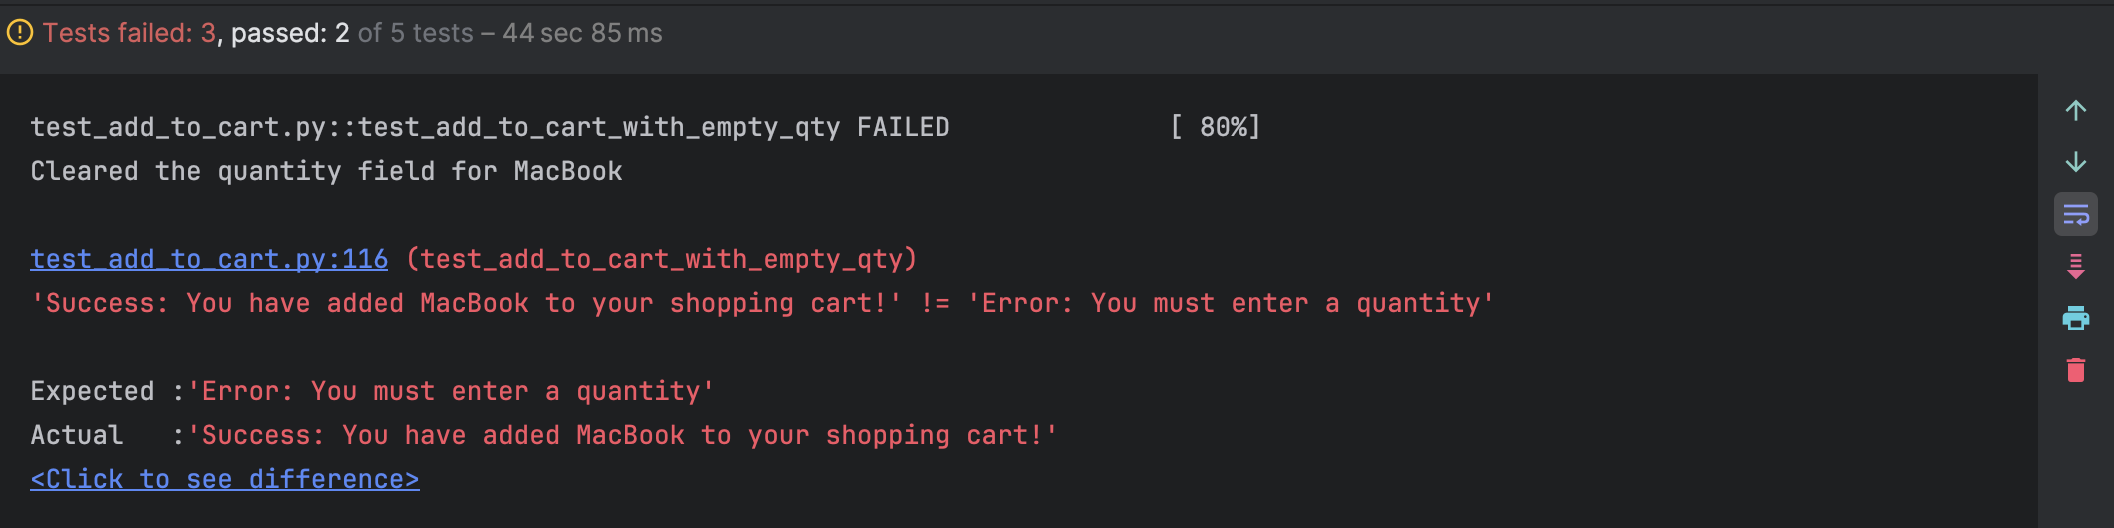 Tests failed: 3, passed: 2 of 5 tests – 44 sec 85 ms
test_add_to_cart.py::test_add_to_cart_with_empty_qty FAILED [ 80%]
Cleared the quantity field for MacBook
test_add_to_cart.py:116 (test_add_to_cart_with_empty_qty)
'Success: You have added MacBook to your shopping cart!' != 'Error: You must enter a quantity'
Expected :'Error: You must enter a quantity'
Actual :'Success: You have added MacBook to your shopping cart!'
<Click to see difference>